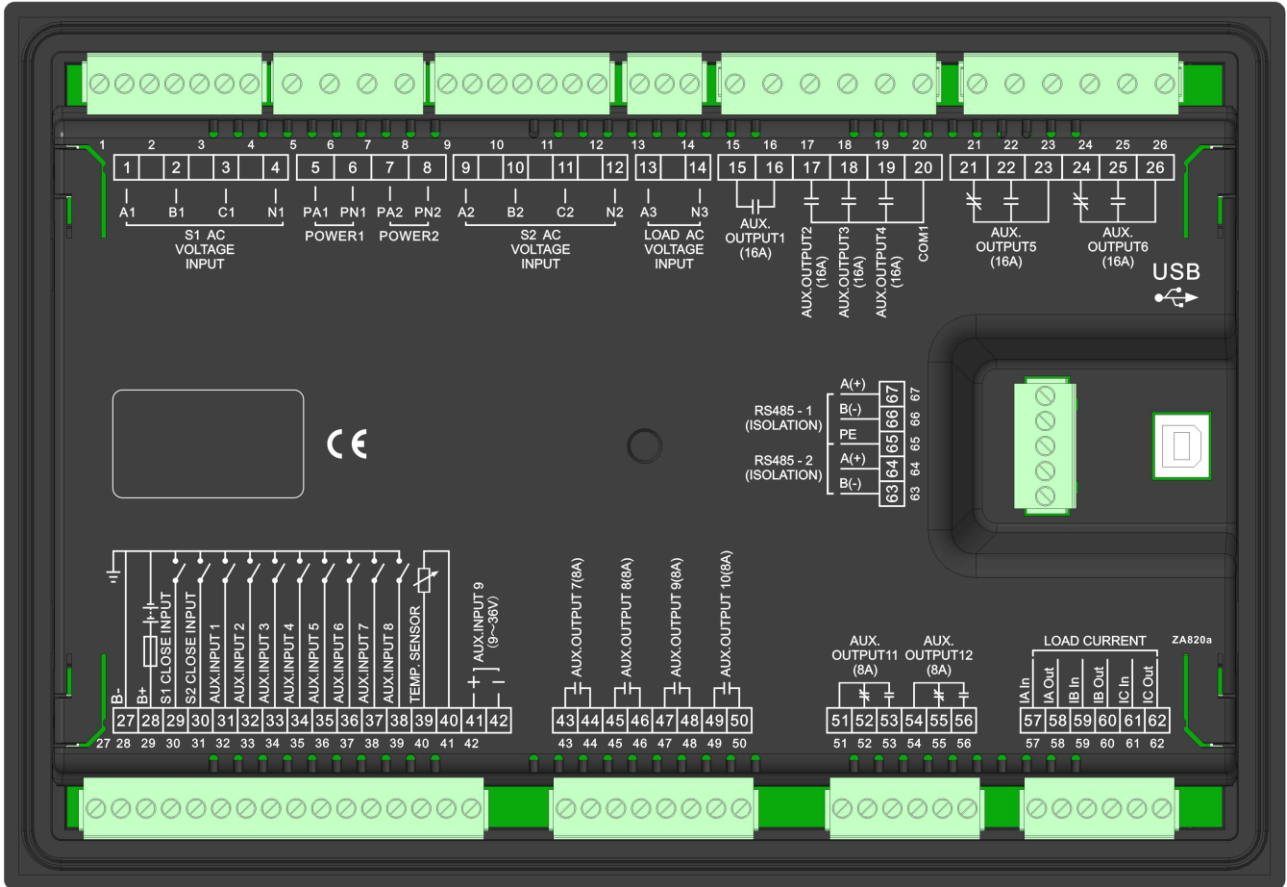 1 2 3 4 5 6 7 8 9 10 11 12 13 14 15 16 17 18 19 20 21 22 23 24 25 26
1 2 3 4 5 6 7 8 9 10 11 12 13 14 15 16 17 18 19 20 21 22 23 24 25 26
A1 B1 C1 N1 PA1 PN1 PA2 PN2 A2 B2 C2 N2 A3 N3
S1 AC
VOLTAGE
INPUT
POWER1
POWER2
S2 AC
VOLTAGE
INPUT
LOAD AC
VOLTAGE
INPUT
AUX.
OUTPUT1
(16A)
AUX.OUTPUT2
(16A)
AUX.OUTPUT3
(16A)
AUX.OUTPUT4
(16A)
COM1
AUX.
OUTPUT5
(16A)
AUX.
OUTPUT6
(16A)
USB
RS485 - 1
(ISOLATION)
RS485 - 2
(ISOLATION)
A(+) 67 67
B(-) 66 66
PE 65 65
A(+) 64 64
B(-) 63 63
CE
B-
B+
S1 CLOSE INPUT
S2 CLOSE INPUT
AUX.INPUT 1
AUX.INPUT 2
AUX.INPUT 3
AUX.INPUT 4
AUX.INPUT 5
AUX.INPUT 6
AUX.INPUT 7
AUX.INPUT 8
TEMP. SENSOR
+
−
AUX.INPUT 9
(9～36V)
AUX.OUTPUT 7(8A)
AUX.OUTPUT 8(8A)
AUX.OUTPUT 9(8A)
AUX.OUTPUT 10(8A)
AUX.
OUTPUT11
(8A)
AUX.
OUTPUT12
(8A)
LOAD CURRENT
IA In
IA Out
IB In
IB Out
IC In
IC Out
ZA820a
27 28 29 30 31 32 33 34 35 36 37 38 39 40 41 42 43 44 45 46 47 48 49 50 51 52 53 54 55 56 57 58 59 60 61 62
27 28 29 30 31 32 33 34 35 36 37 38 39 40 41 42 43 44 45 46 47 48 49 50 51 52 53 54 55 56 57 58 59 60 61 62